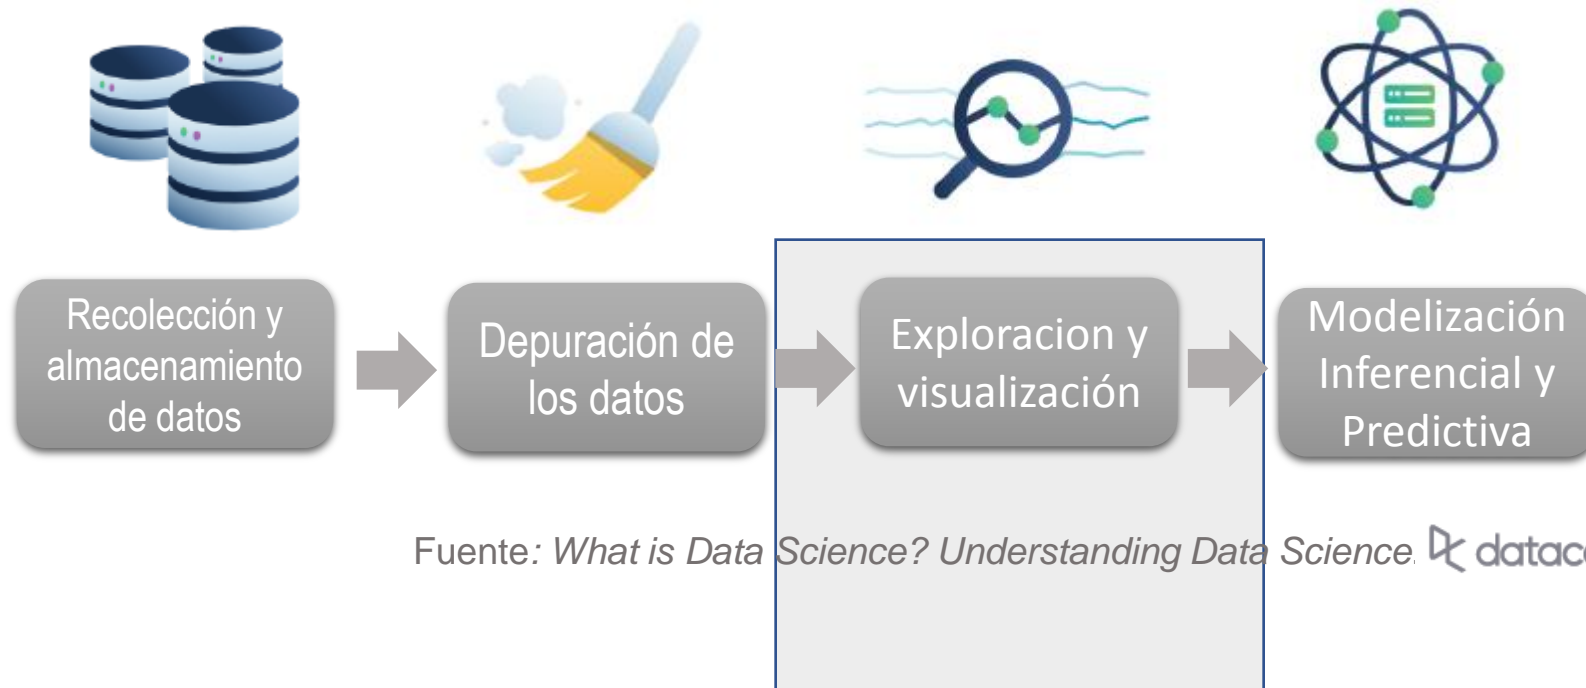 Recolección y
almacenamiento
de datos
Depuración de
los datos
Exploracion y
visualización
Modelización
Inferencial y
Predictiva
Fuente: What is Data Science? Understanding Data Science. datac